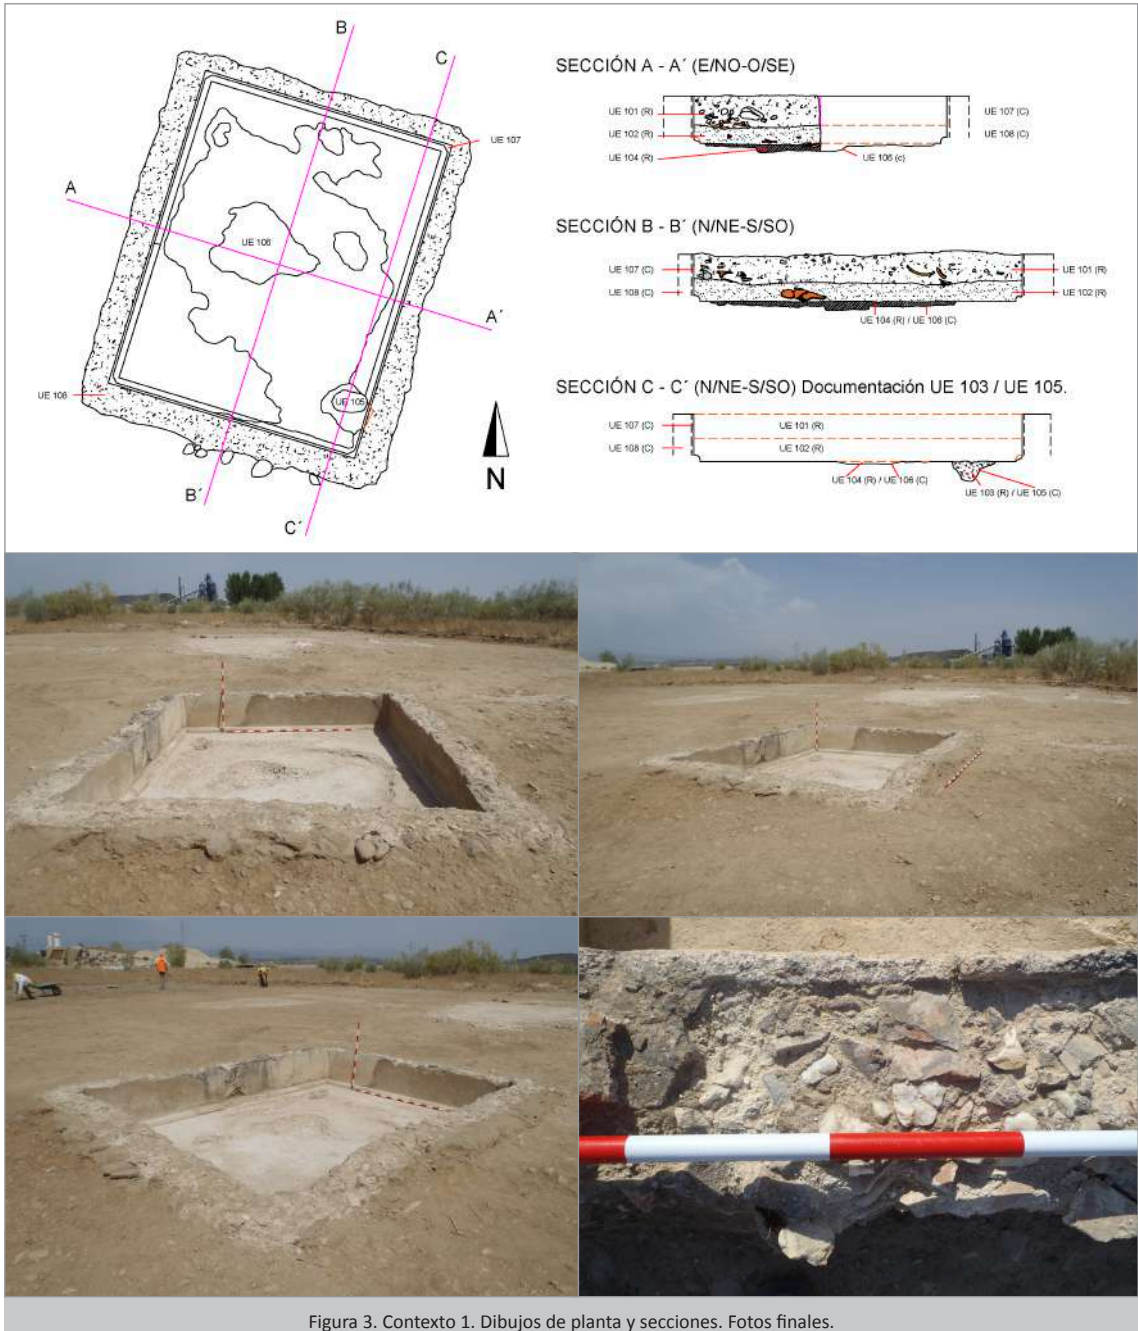 B
C
UE 107
A
UE 106
A´
UE 105
UE 108
N
B´
C´
SECCIÓN A - A´ (E/NO-O/SE)
UE 101 (R)
UE 107 (C)
UE 102 (R)
UE 108 (C)
UE 104 (R)
UE 106 (c)
SECCIÓN B - B´ (N/NE-S/SO)
UE 107 (C)
UE 101 (R)
UE 108 (C)
UE 102 (R)
UE 104 (R) / UE 106 (C)
SECCIÓN C - C´ (N/NE-S/SO) Documentación UE 103 / UE 105.
UE 107 (C)
UE 101 (R)
UE 108 (C)
UE 102 (R)
UE 104 (R) / UE 106 (C)
UE 103 (R) / UE 105 (C)
Figura 3. Contexto 1. Dibujos de planta y secciones. Fotos finales.